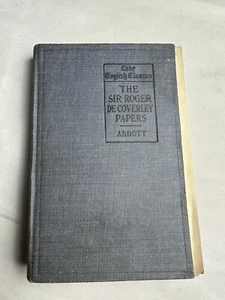 Lake
English Classics
THE
SIR ROGER
DE COVERLEY
PAPERS
ABBOTT